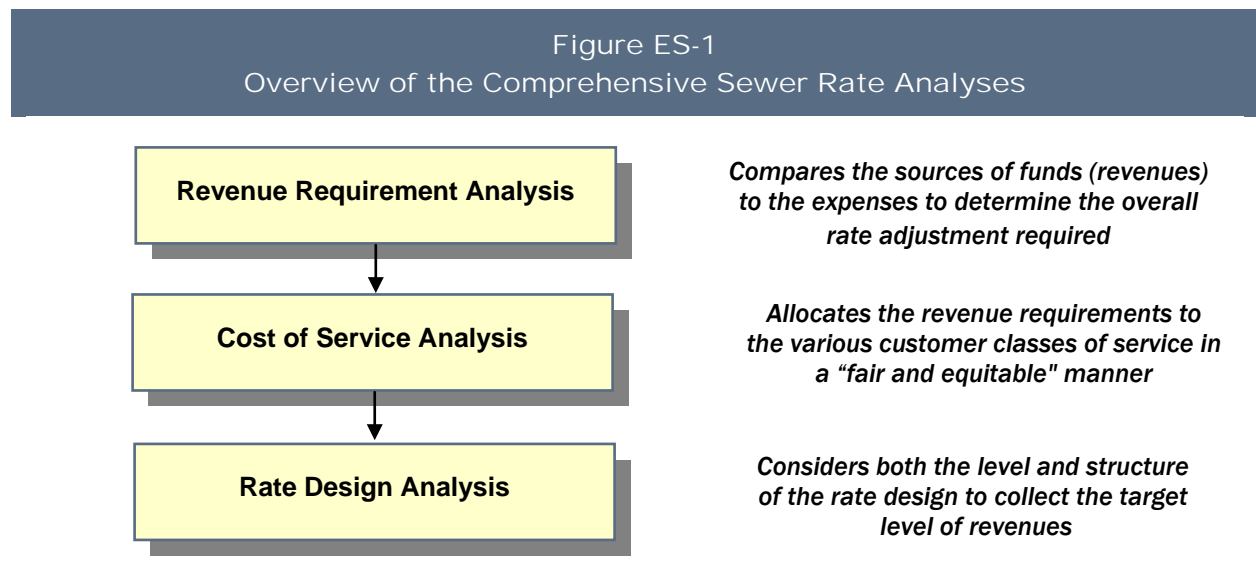 Figure ES-1
Overview of the Comprehensive Sewer Rate Analyses
Revenue Requirement Analysis
Compares the sources of funds (revenues)
to the expenses to determine the overall
rate adjustment required
Cost of Service Analysis
Allocates the revenue requirements to
the various customer classes of service in
a “fair and equitable" manner
Rate Design Analysis
Considers both the level and structure
of the rate design to collect the target
level of revenues